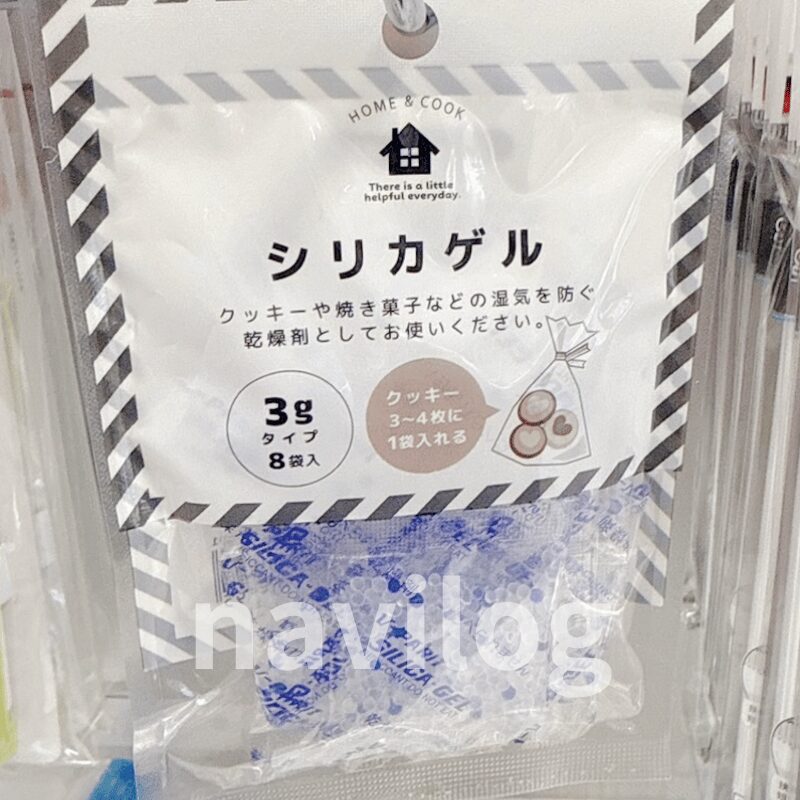 HOME & COOK
There is a little
helpful everyday.
シリカゲル
クッキーや焼き菓子などの湿気を防ぐ
乾燥剤としてお使いください。
3g
タイプ
8袋入
クッキー
3〜4枚に
1袋入れる
SILICA GEL
DO NOT EAT
navilog